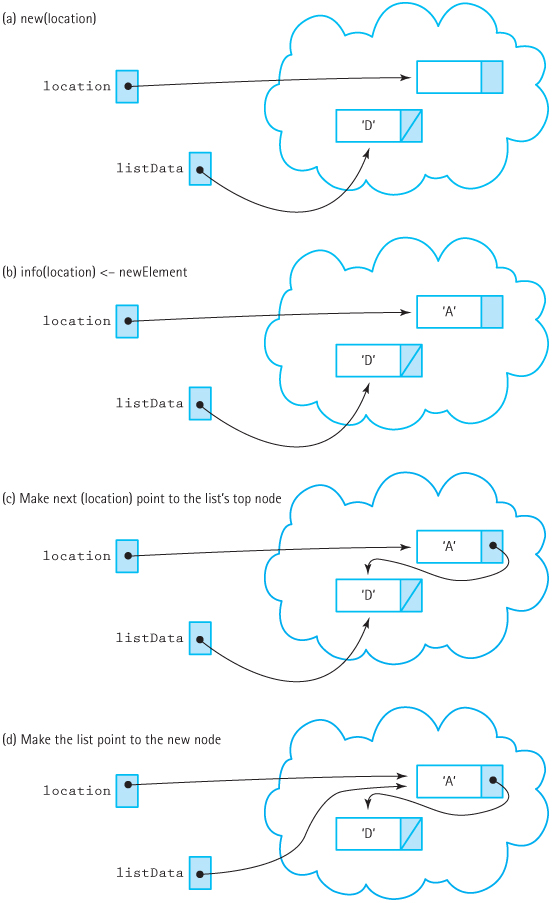 (a) new(location)
location
'D'
listData
(b) info(location) <– newElement
'A'
location
'D'
listData
(c) Make next (location) point to the list's top node
'A'
location
'D'
listData
(d) Make the list point to the new node
'A'
location
'D'
listData